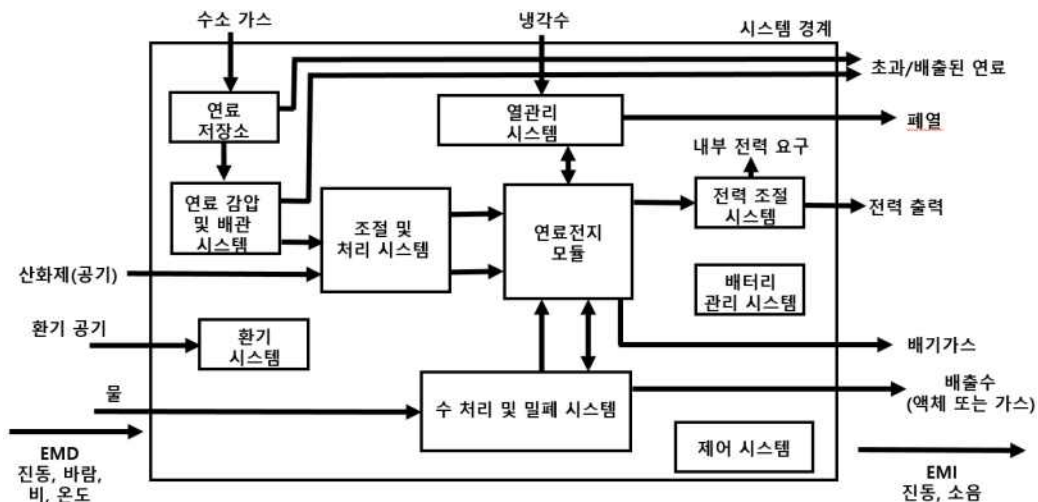 수소 가스
냉각수
시스템 경계
초과/배출된 연료
연료
저장소
열관리
시스템
폐열
내부 전력 요구
연료 감압
및 배관
시스템
조절 및
처리 시스템
연료전지
모듈
전력 조절
시스템
전력 출력
산화제(공기)
배터리
관리 시스템
환기 공기
환기
시스템
배기가스
물
수 처리 및 밀폐 시스템
배출수
(액체 또는 가스)
제어 시스템
EMD
진동, 바람,
비, 온도
EMI
진동, 소음